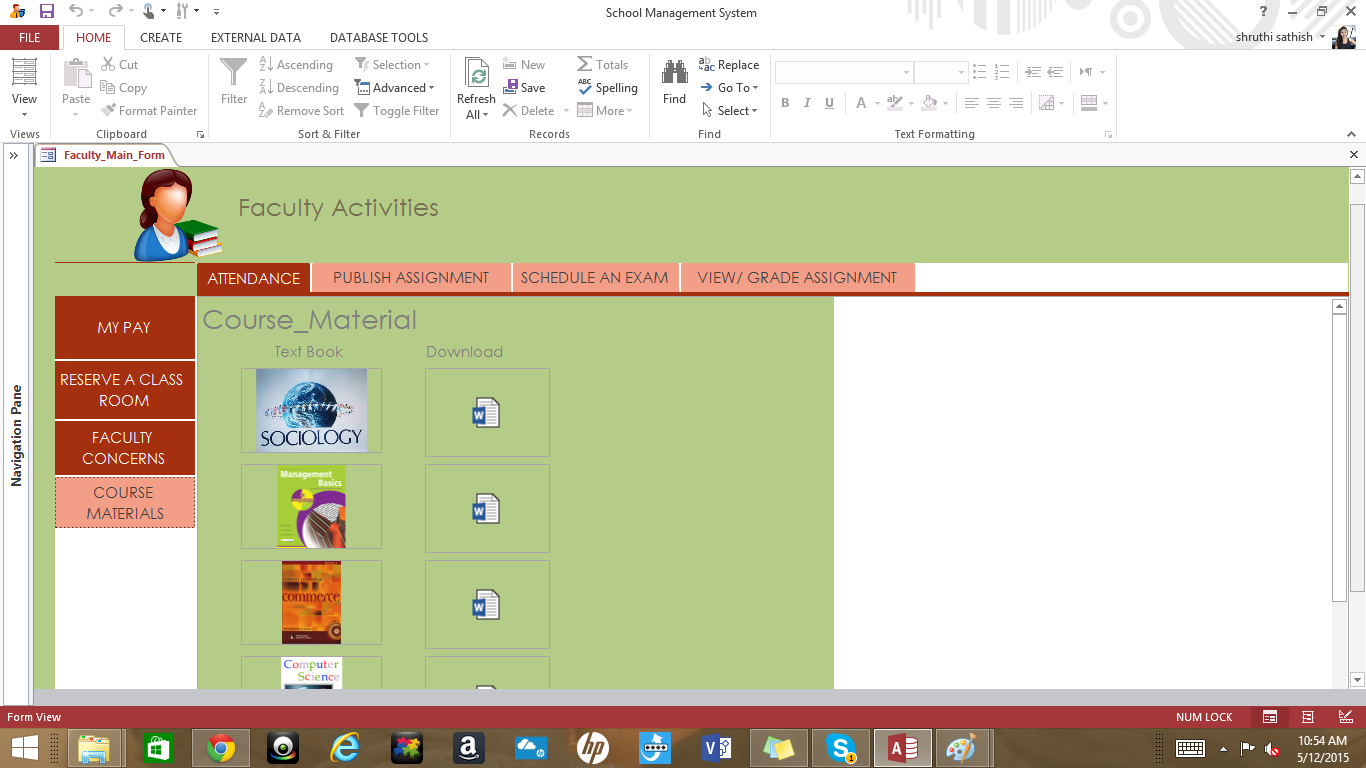 School Management System
?
FILE
HOME
CREATE
EXTERNAL DATA
DATABASE TOOLS
shruthi sathish
View
Views
Paste
Cut
Copy
Format Painter
Clipboard
Filter
Ascending
Descending
Remove Sort
Selection
Advanced
Toggle Filter
Sort & Filter
Refresh
All
New
Save
Delete
Totals
Spelling
More
Records
Find
Replace
Go To
Select
Find
B I U A
Text Formatting
Faculty_Main_Form
Navigation Pane
Faculty Activities
ATTENDANCE
PUBLISH ASSIGNMENT
SCHEDULE AN EXAM
VIEW/ GRADE ASSIGNMENT
MY PAY
RESERVE A CLASS
ROOM
FACULTY
CONCERNS
COURSE
MATERIALS
Course_Material
Text Book
Download
SOCIOLOGY
W
Management
Basics
W
commerce
W
Computer
Science
Form View
NUM LOCK
10:54 AM
5/12/2015